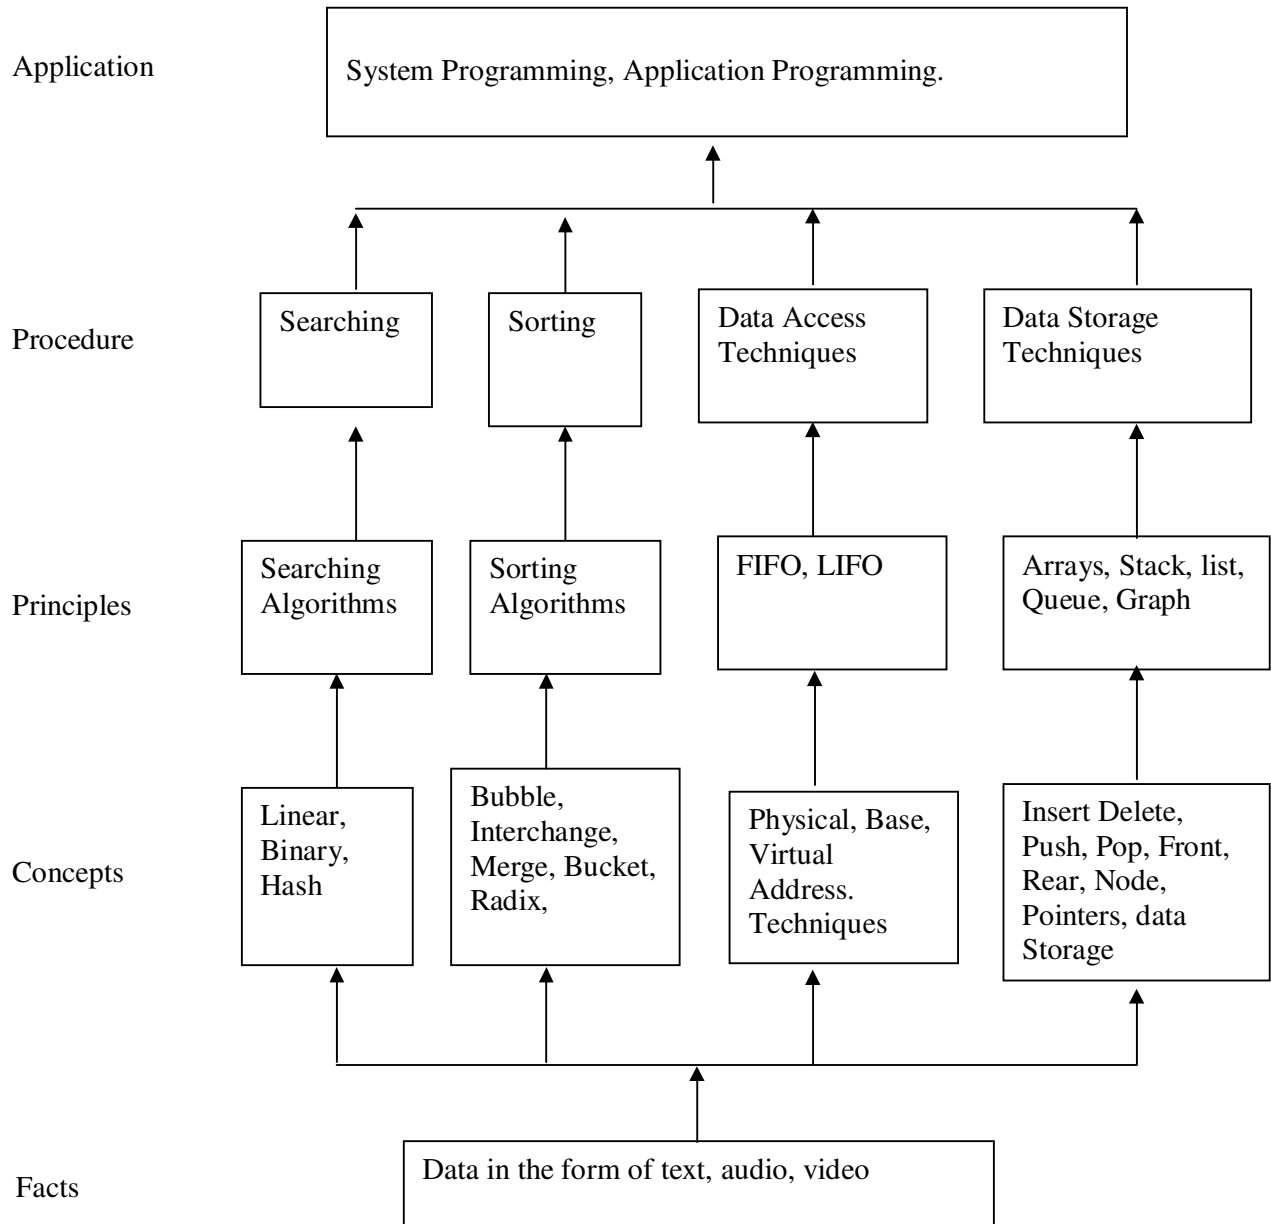 Application
System Programming, Application Programming.
Procedure
Searching
Sorting
Data Access
Techniques
Data Storage
Techniques
Principles
Searching
Algorithms
Sorting
Algorithms
FIFO, LIFO
Arrays, Stack, list,
Queue, Graph
Concepts
Linear,
Binary,
Hash
Bubble,
Interchange,
Merge, Bucket,
Radix,
Physical, Base,
Virtual
Address.
Techniques
Insert Delete,
Push, Pop, Front,
Rear, Node,
Pointers, data
Storage
Facts
Data in the form of text, audio, video